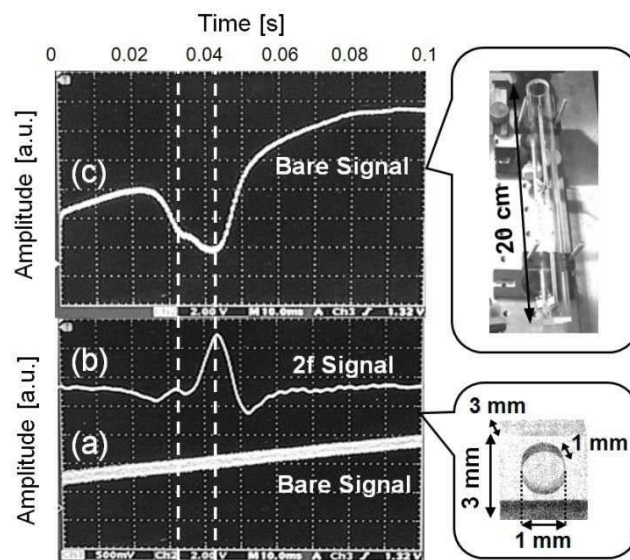 Time [s]
0 0.02 0.04 0.06 0.08 0.1
Amplitude [a.u.]
(c)
Bare Signal
2.00 V M 10.0ms A Ch3 1.32 V
20 cm
Amplitude [a.u.]
(b)
2f Signal
(a)
Bare Signal
Ch1 500mV Ch2 2.00 V M 10.0ms A Ch3 1.32 V
3 mm
3 mm
1 mm
1 mm